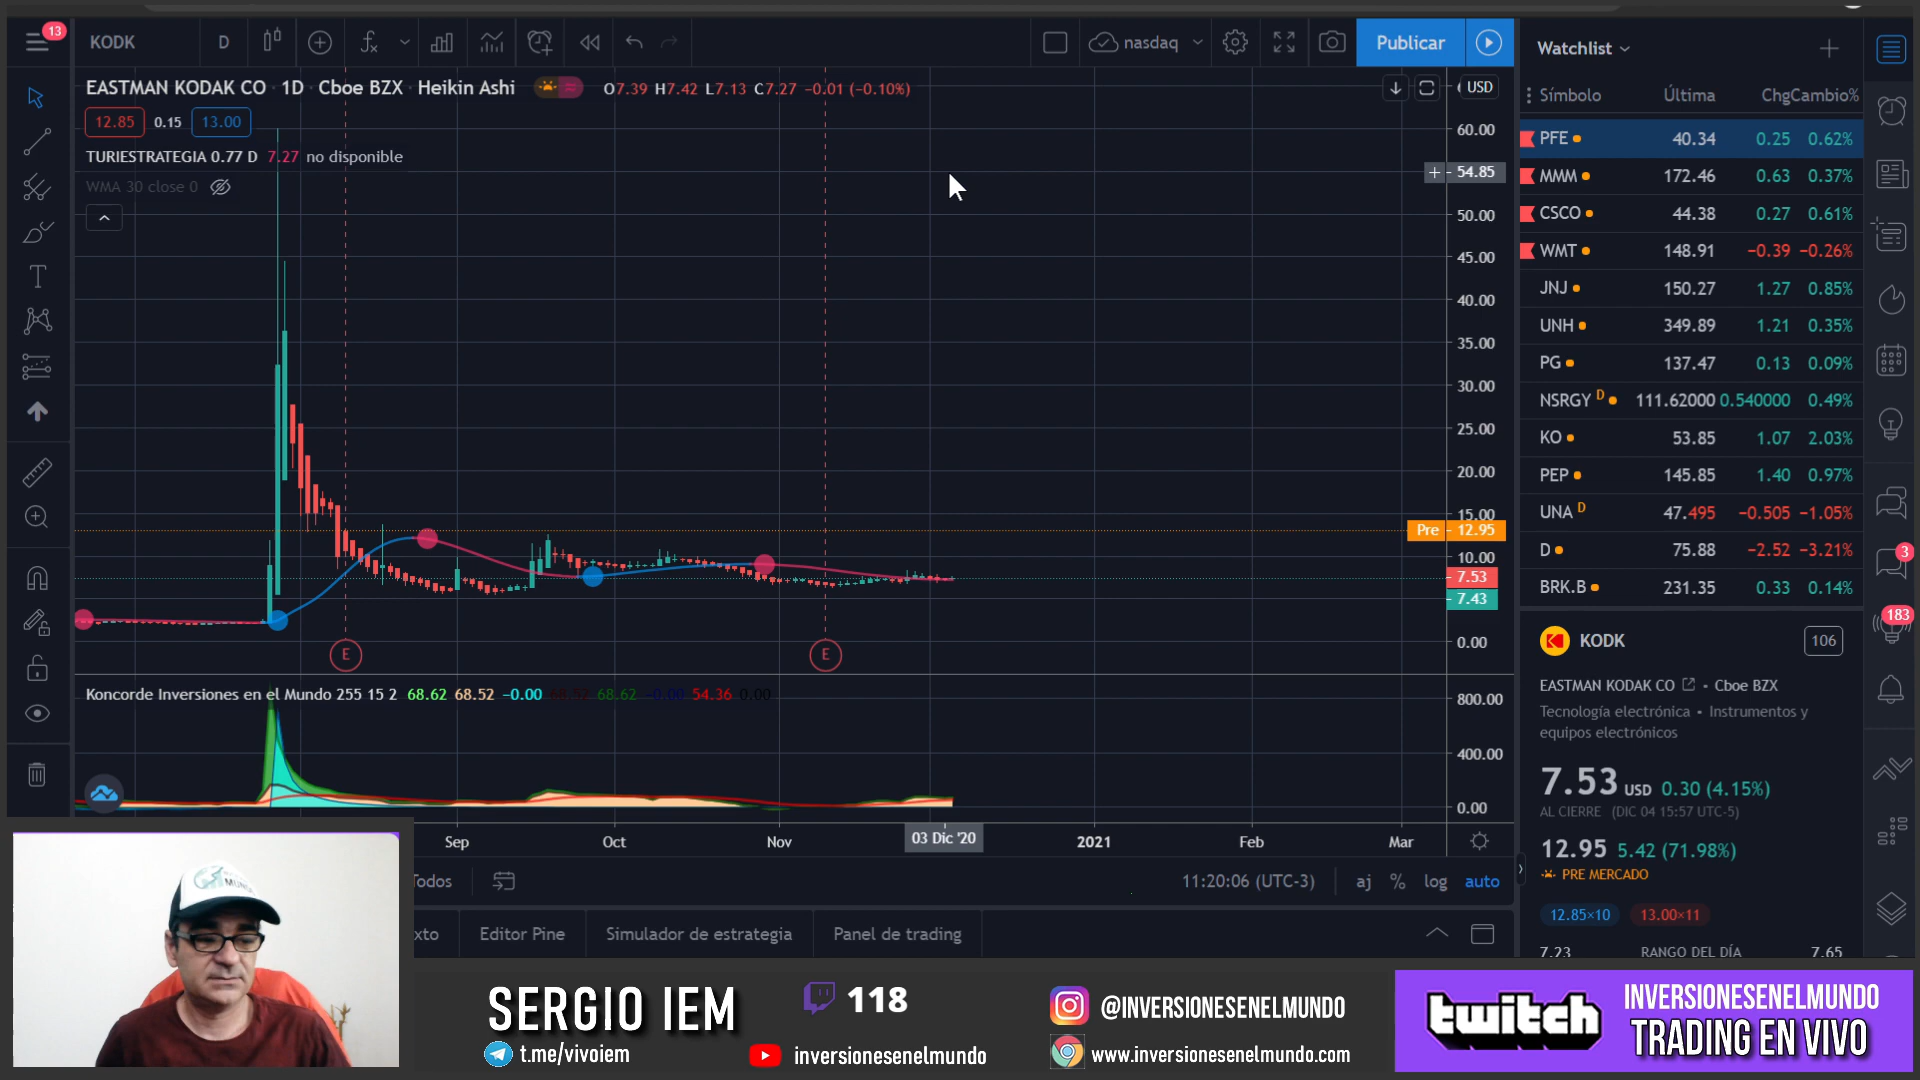 13
KODK
D
nasdaq
Publicar
Watchlist
EASTMAN KODAK CO · 1D · Cboe BZX · Heikin Ashi
O7.39 H7.42 L7.13 C7.27 −0.01 (−0.10%)
USD
12.85
0.15
13.00
TURIESTRATEGIA 0.77 D 7.27 no disponible
WMA 30 close 0
60.00
54.85
50.00
45.00
40.00
35.00
30.00
25.00
20.00
15.00
Pre
12.95
10.00
7.53
7.43
0.00
E
E
Koncorde Inversiones en el Mundo 255 15 2 68.62 68.52 −0.00 68.52 68.62 −0.00 54.36 0.00
800.00
400.00
0.00
Sep
Oct
Nov
03 Dic '20
2021
Feb
Mar
11:20:06 (UTC-3)
aj
%
log
auto
Editor Pine
Simulador de estrategia
Panel de trading
Símbolo Última Chg Cambio%
PFE 40.34 0.25 0.62%
MMM 172.46 0.63 0.37%
CSCO 44.38 0.27 0.61%
WMT 148.91 −0.39 −0.26%
JNJ 150.27 1.27 0.85%
UNH 349.89 1.21 0.35%
PG 137.47 0.13 0.09%
NSRGY D 111.62000 0.540000 0.49%
KO 53.85 1.07 2.03%
PEP 145.85 1.40 0.97%
UNA D 47.495 −0.505 −1.05%
D 75.88 −2.52 −3.21%
BRK.B 231.35 0.33 0.14%
3
183
KODK
106
EASTMAN KODAK CO • Cboe BZX
Tecnología electrónica • Instrumentos y
equipos electrónicos
7.53 USD 0.30 (4.15%)
AL CIERRE (DIC 04 15:57 UTC-5)
12.95 5.42 (71.98%)
PRE MERCADO
12.85×10
13.00×11
7.23 RANGO DEL DÍA 7.65
SERGIO IEM
t.me/vivoiem
118
inversionesenelmundo
@INVERSIONESENELMUNDO
www.inversionesenelmundo.com
twitch
INVERSIONESENELMUNDO
TRADING EN VIVO